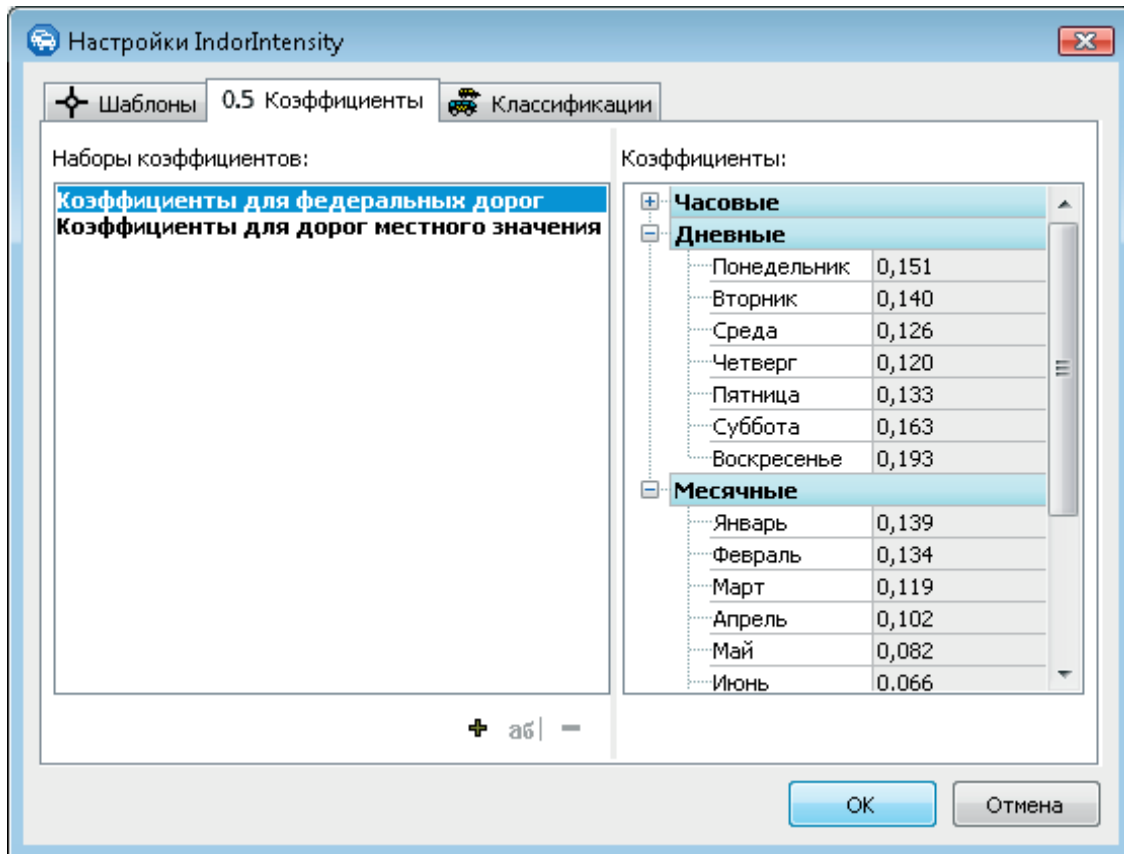 Настройки IndorIntensity
Шаблоны 0.5 Коэффициенты Классификации
Наборы коэффициентов:
Коэффициенты для федеральных дорог
Коэффициенты для дорог местного значения
Коэффициенты:
Часовые
Дневные
Понедельник 0,151
Вторник 0,140
Среда 0,126
Четверг 0,120
Пятница 0,133
Суббота 0,163
Воскресенье 0,193
Месячные
Январь 0,139
Февраль 0,134
Март 0,119
Апрель 0,102
Май 0,082
Июнь 0.066
аб|
ОК Отмена